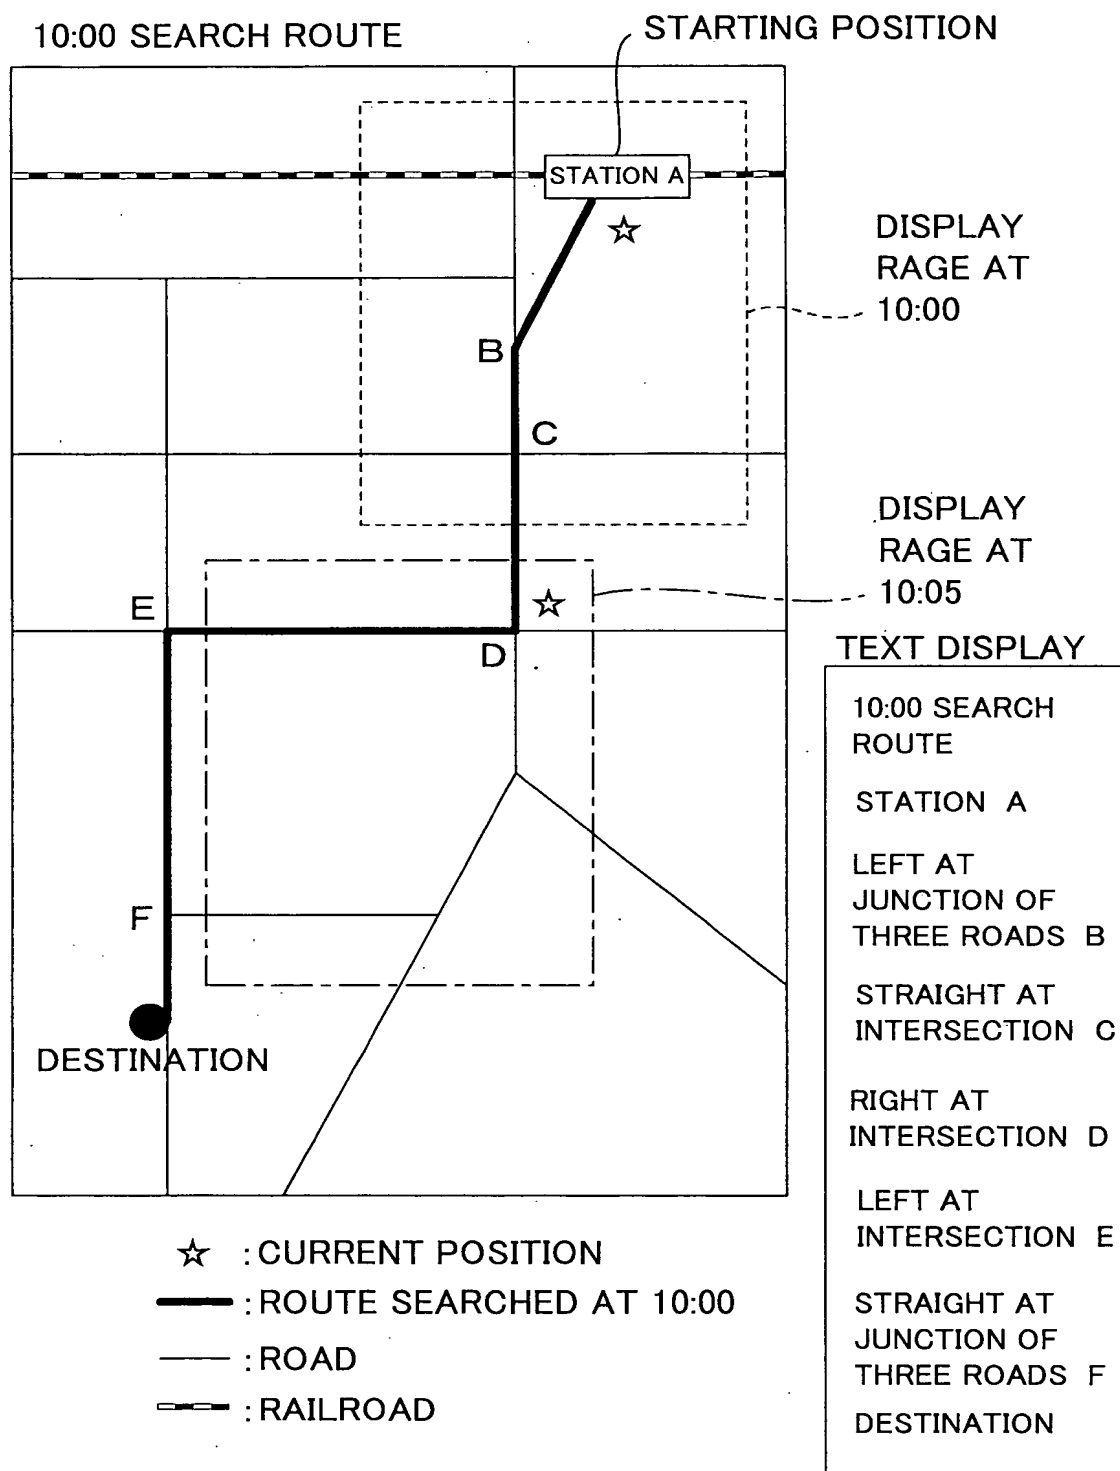 10:00 SEARCH ROUTE
STARTING POSITION
STATION A
DISPLAY
RAGE AT
10:00
B
C
DISPLAY
RAGE AT
10:05
E
D
TEXT DISPLAY
10:00 SEARCH
ROUTE
STATION A
LEFT AT
JUNCTION OF
THREE ROADS B
STRAIGHT AT
INTERSECTION C
RIGHT AT
INTERSECTION D
LEFT AT
INTERSECTION E
STRAIGHT AT
JUNCTION OF
THREE ROADS F
DESTINATION
F
DESTINATION
: CURRENT POSITION
: ROUTE SEARCHED AT 10:00
: ROAD
: RAILROAD